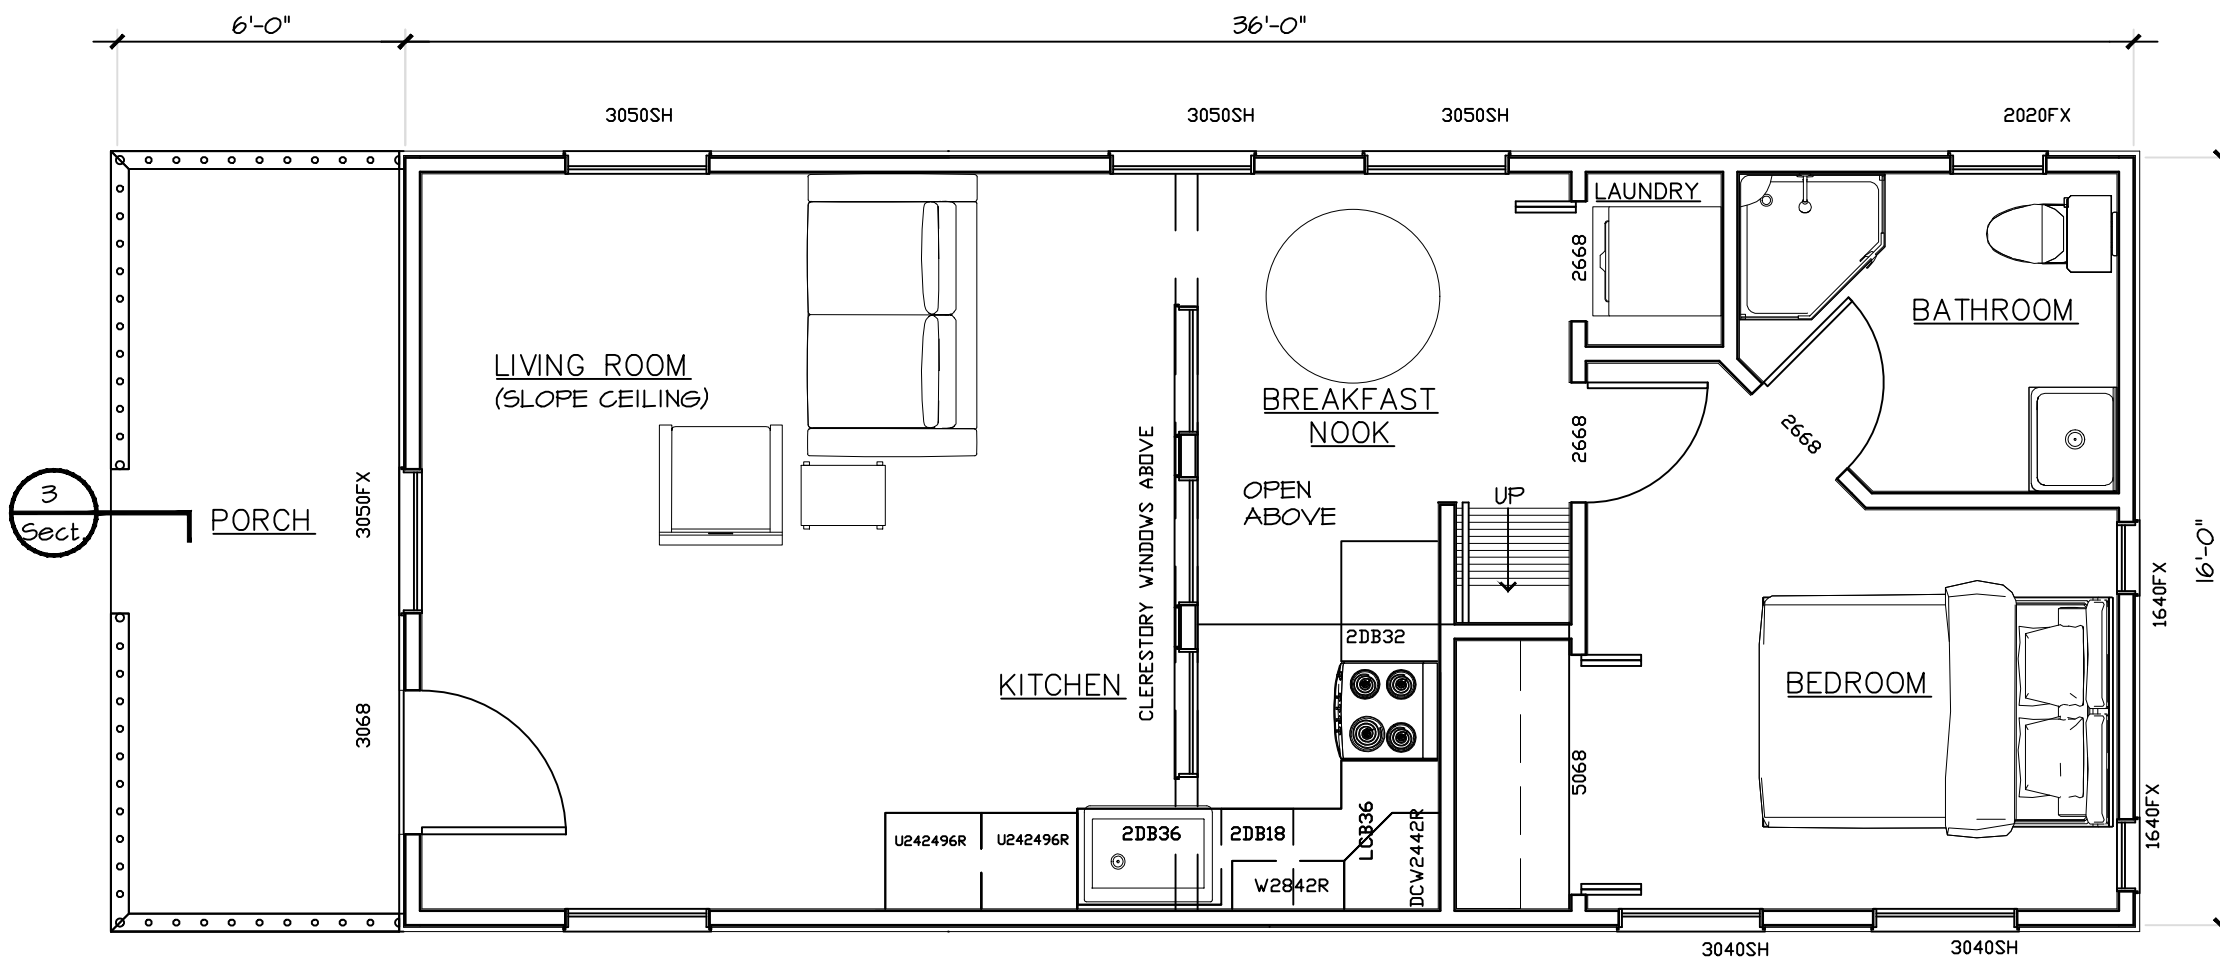 6'-0"
36'-0"
3050SH
3050SH
3050SH
2020FX
LAUNDRY
2668
BATHROOM
LIVING ROOM
(SLOPE CEILING)
BREAKFAST
NOOK
2668
2668
CLERESTORY WINDOWS ABOVE
3
Sect.
PORCH
3050FX
OPEN
ABOVE
UP
16'-0"
1640FX
2DB32
KITCHEN
BEDROOM
3068
5068
U242496R
U242496R
2DB36
2DB18
W2842R
LCB36
DCW2442R
1640FX
3040SH
3040SH